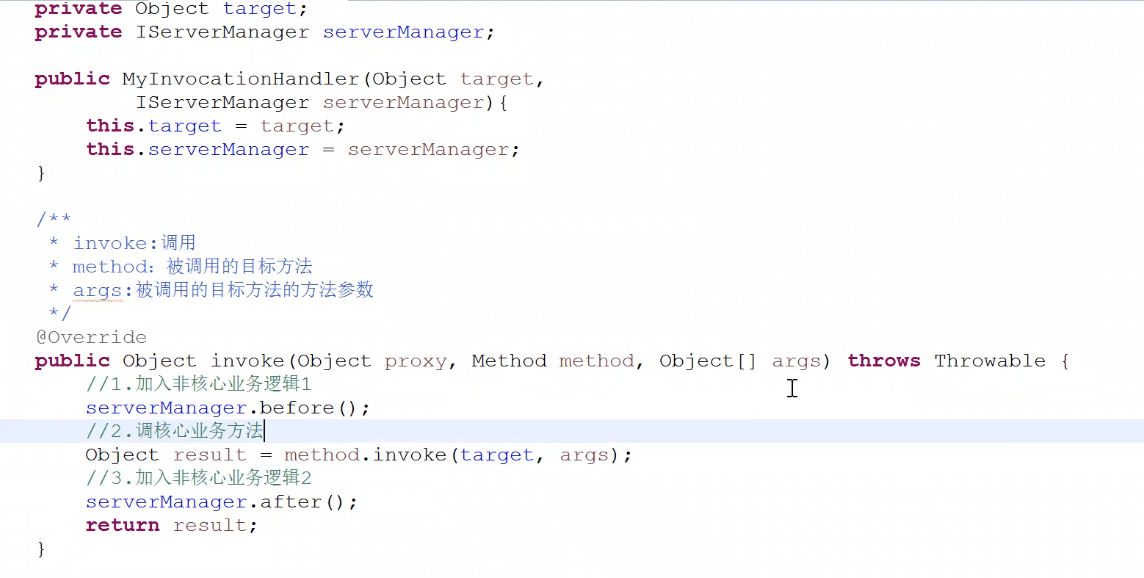 private Object target;
private IServerManager serverManager;
public MyInvocationHandler(Object target,
IServerManager serverManager){
this.target = target;
this.serverManager = serverManager;
}
/**
* invoke:调用
* method: 被调用的目标方法
* args:被调用的目标方法的方法参数
*/
@Override
public Object invoke(Object proxy, Method method, Object[] args) throws Throwable {
//1.加入非核心业务逻辑1
serverManager.before();
//2.调核心业务方法
Object result = method.invoke(target, args);
//3.加入非核心业务逻辑2
serverManager.after();
return result;
}